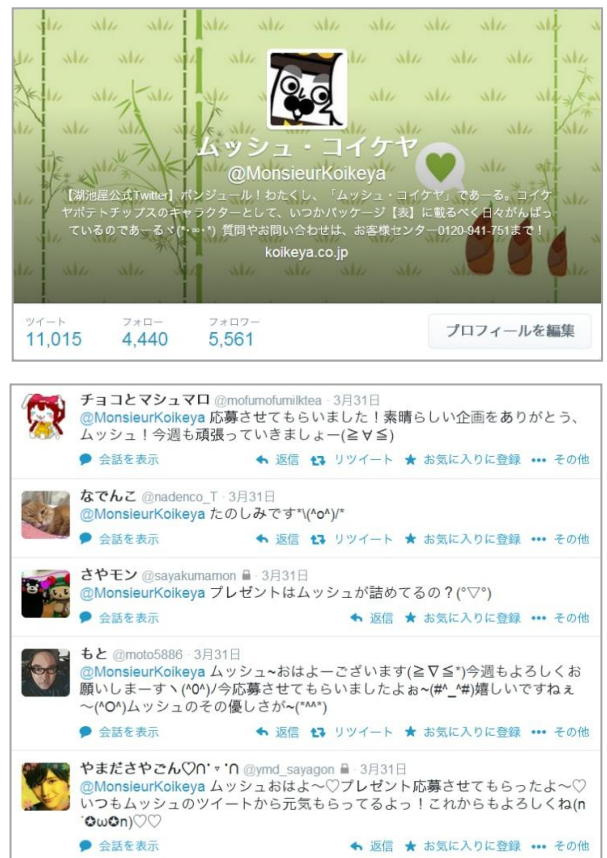 ムッシュ・コイケヤ
@MonsieurKoikeya
【湖池屋公式Twitter】ボンジュール！わたくし、「ムッシュ・コイケヤ」であーる。コイケ
ヤポテトチップスのキャラクターとして、いつかパッケージ【表】に載るべく日々がんばっ
ているのであーるヾ(*･∞･*) 質問やお問い合わせは、お客様センター0120-941-751まで！
koikeya.co.jp
ツイート フォロー フォロワー
11,015 4,440 5,561 プロフィールを編集
チョコとマシュマロ @mofumofumilktea · 3月31日
@MonsieurKoikeya 応募させてもらいました！素晴らしい企画をありがとう、
ムッシュ！今週も頑張っていきましょー(≧∀≦)
会話を表示 返信 リツイート お気に入りに登録 ••• その他
なでんこ @nadenco_T · 3月31日
@MonsieurKoikeya たのしみです*\(^o^)/*
会話を表示 返信 リツイート お気に入りに登録 ••• その他
さやモン @sayakumamon · 3月31日
@MonsieurKoikeya プレゼントはムッシュが詰めてるの？(°▽°)
会話を表示 返信 お気に入りに登録 ••• その他
もと @moto5886 · 3月31日
@MonsieurKoikeya ムッシュ~おはよーございます(≧∇≦*)今週もよろしくお
願いしまーすヽ(^0^)ノ今応募させてもらいましたよぉ~(#^_^#)嬉しいですねぇ
～(^O^)ムッシュのその優しさが~(*^^*)
会話を表示 返信 リツイート お気に入りに登録 ••• その他
やまださやごん♡∩˙▿˙∩ @ymd_sayagon · 3月31日
@MonsieurKoikeya ムッシュおはよ～♡プレゼント応募させてもらったよ～♡
いつもムッシュのツイートから元気もらってるよっ！これからもよろしくね(n
´✪ω✪n)♡♡
会話を表示 返信 お気に入りに登録 ••• その他